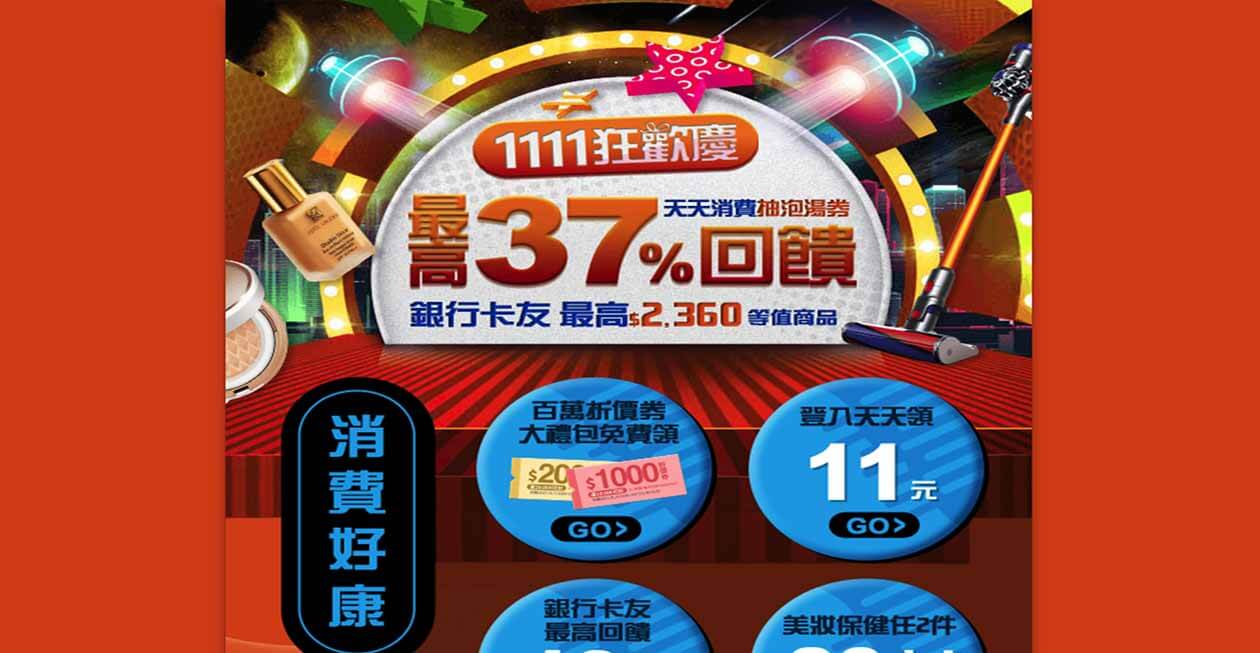 1111狂歡慶
天天消費抽泡湯券
最高37%回饋
銀行卡友 最高$2,360等值商品
消費好康
百萬折價券
大禮包免費領
$200
$1000
GO>
登入天天領
11元
GO>
銀行卡友
最高回饋
美妝保健任2件